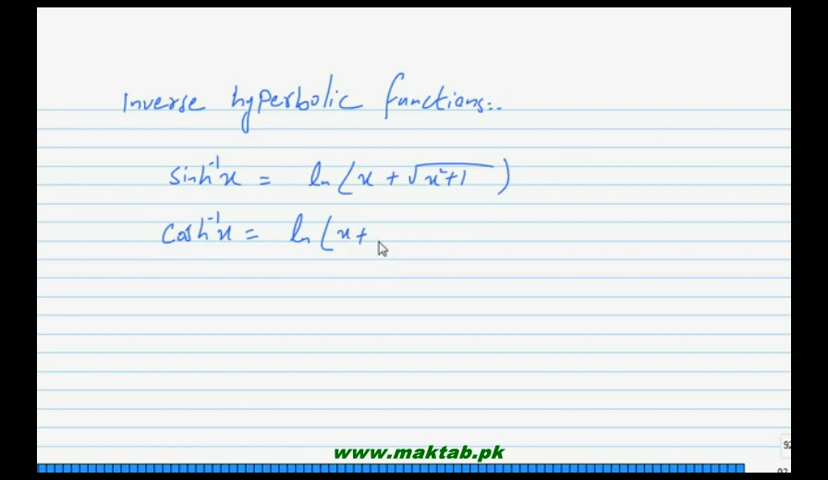 Inverse hyperbolic functions:.
sinh⁻¹x = ln(x + √x²+1)
cosh⁻¹x = ln(x+
www.maktab.pk